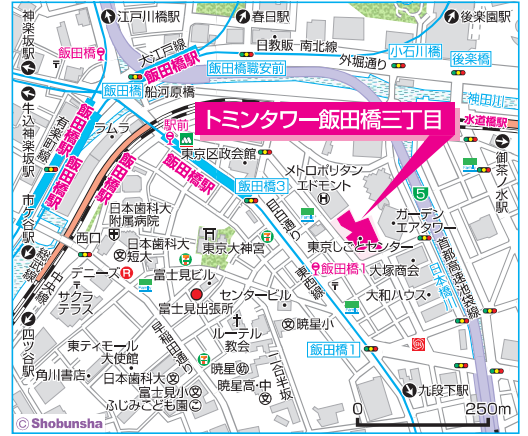 江戸川橋駅
春日駅
後楽園駅
神楽坂駅
大江戸線
日教販
南北線
小石川橋
後楽橋
外堀通り
飯田橋駅
飯田橋職安前
飯田橋
船河原橋
神田川
牛込神楽坂駅
有楽町線
飯田橋駅
飯田橋駅
飯田橋駅
ラムラ
駅前
トミンタワー飯田橋三丁目
水道橋駅
飯田橋駅
東京区政会館
メトロポリタン
エドモント
御茶ノ水駅
飯田橋3
目白通り
5
市ケ谷駅
日本歯科大
附属病院
東京大神宮
ガーデン
エアタワー
西口
日本歯科大
短大
東京しごとセンター
総武線
中央線
デニーズ
富士見ビル
東西線
飯田橋1
大塚商会
首都高速池袋線
日本橋川
サクラ
テラス
富士見出張所
センタービル
大和ハウス
四ツ谷駅
早稲田通り
ルーテル
教会
暁星小
東ティモール
大使館
二合半坂
飯田橋1
角川書店
日本歯科大
暁星幼
富士見小
暁星高・中
ふじみこども園
九段下駅
0 250m
© Shobunsha